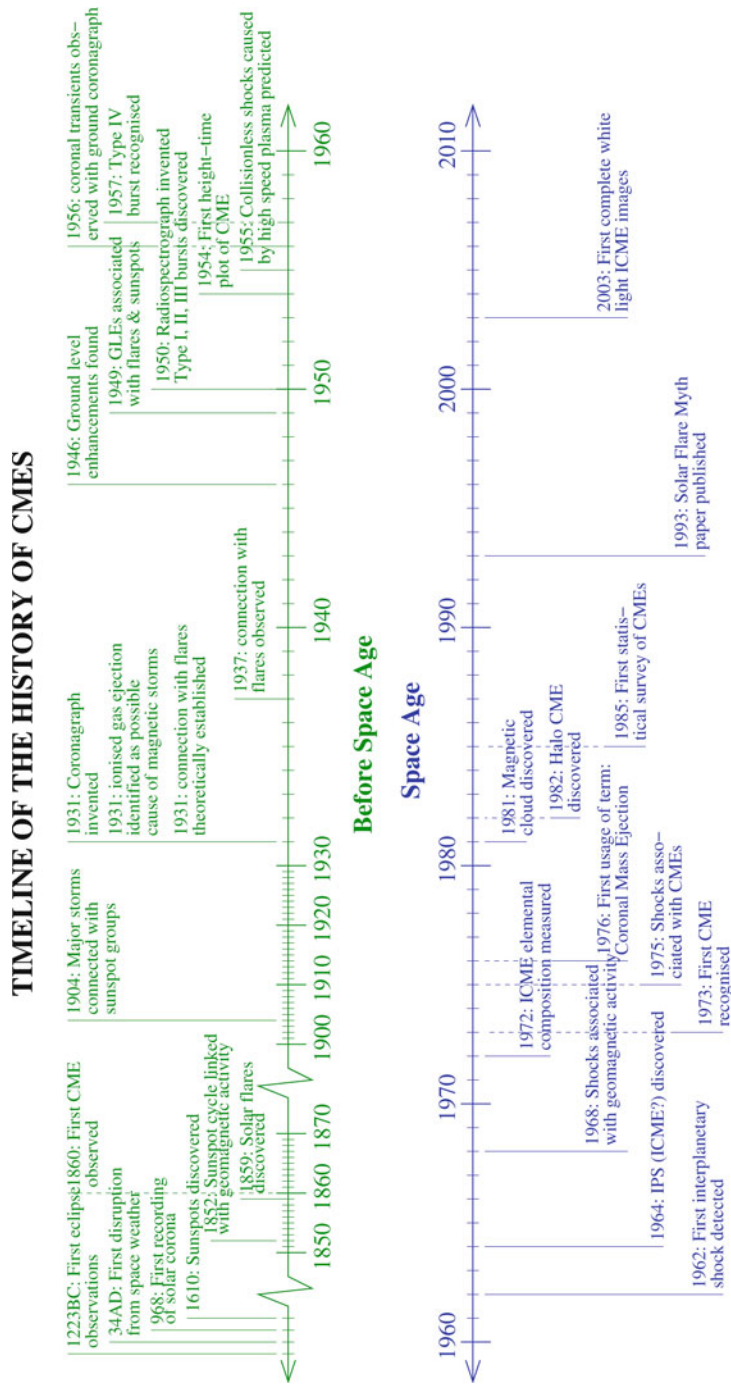 TIMELINE OF THE HISTORY OF CMES
1223BC: First eclipse
observations
34AD: First disruption
from space weather
968: First recording
of solar corona
1610: Sunspots discovered
1852: Sunspot cycle linked
with geomagnetic activity
1859: Solar flares
discovered
1860: First CME
observed
1904: Major storms
connected with
sunspot groups
1931: Coronagraph
invented
1931: ionised gas ejection
identified as possible
cause of magnetic storms
1931: connection with flares
theoretically established
1937: connection with
flares observed
1946: Ground level
enhancements found
1949: GLEs associated
with flares & sunspots
1950: Radiospectrograph invented
Type I, II, III bursts discovered
1954: First height-time
plot of CME
1955: Collisionless shocks caused
by high speed plasma predicted
1956: coronal transients obs-
erved with ground coronagraph
1957: Type IV
burst recognised
1850 1860 1870 1900 1910 1920 1930 1940 1950 1960
Before Space Age
Space Age
1960 1970 1980 1990 2000 2010
1962: First interplanetary
shock detected
1964: IPS (ICME?) discovered
1968: Shocks associated
with geomagnetic activity
1972: ICME elemental
composition measured
1973: First CME
recognised
1975: Shocks asso-
ciated with CMEs
1976: First usage of term:
Coronal Mass Ejection
1981: Magnetic
cloud discovered
1982: Halo CME
discovered
1985: First statis-
tical survey of CMEs
1993: Solar Flare Myth
paper published
2003: First complete white
light ICME images